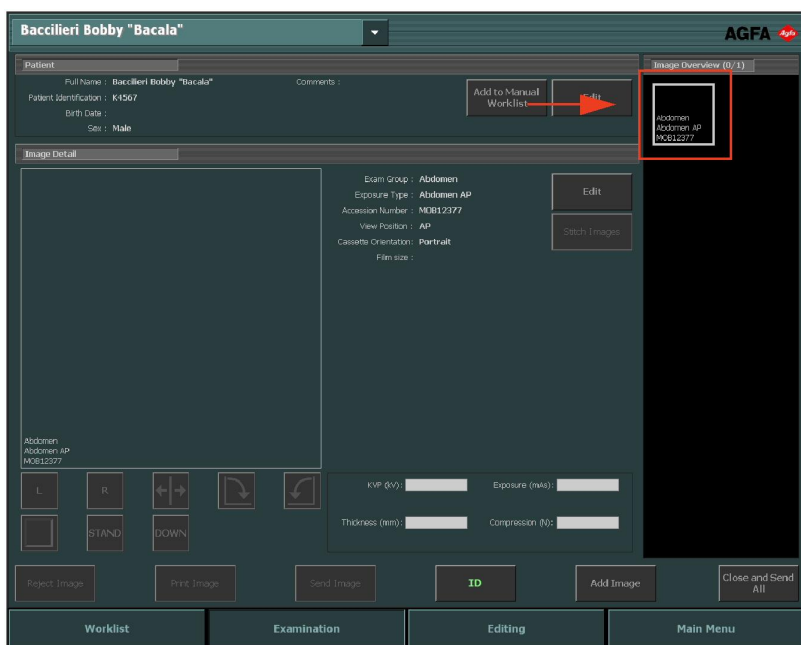 Baccilieri Bobby "Bacala"
AGFA
Agfa
Patient
Image Overview (0/1)
Full Name : Baccilieri Bobby "Bacala"
Comments :
Patient Identification : K4567
Birth Date :
Sex : Male
Add to Manual
Worklist
Edit
Abdomen
Abdomen AP
MOB12377
Image Detail
Exam Group : Abdomen
Exposure Type : Abdomen AP
Accession Number : MOB12377
View Position : AP
Cassette Orientation: Portrait
Film size :
Edit
Stitch Images
Abdomen
Abdomen AP
MOB12377
L
R
STAND
DOWN
KVP (kV):
Exposure (mAs):
Thickness (mm):
Compression (N):
Reject Image
Print Image
Send Image
ID
Add Image
Close and Send
All
Worklist
Examination
Editing
Main Menu